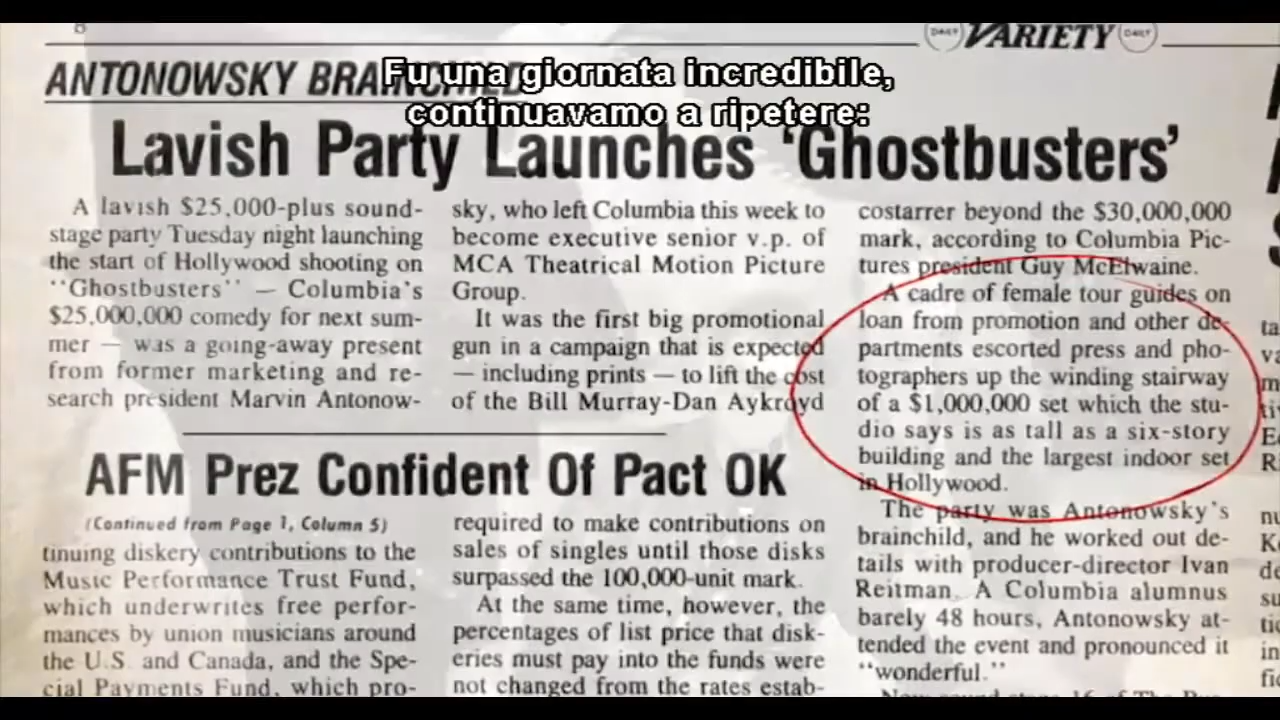 8
DAILY VARIETY DAILY
Fu una giornata incredibile,
continuavamo a ripetere:
ANTONOWSKY BRAINCHILD
Lavish Party Launches 'Ghostbusters'
A lavish $25,000-plus sound-
stage party Tuesday night launching
the start of Hollywood shooting on
"Ghostbusters" — Columbia's
$25,000,000 comedy for next sum-
mer — was a going-away present
from former marketing and re-
search president Marvin Antonow-
sky, who left Columbia this week to
become executive senior v.p. of
MCA Theatrical Motion Picture
Group.
It was the first big promotional
gun in a campaign that is expected
— including prints — to lift the cost
of the Bill Murray-Dan Aykroyd
costarrer beyond the $30,000,000
mark, according to Columbia Pic-
tures president Guy McElwaine.
A cadre of female tour guides on
loan from promotion and other de-
partments escorted press and pho-
tographers up the winding stairway
of a $1,000,000 set which the stu-
dio says is as tall as a six-story
building and the largest indoor set
in Hollywood.
The party was Antonowsky's
brainchild, and he worked out de-
tails with producer-director Ivan
Reitman. A Columbia alumnus
barely 48 hours, Antonowsky at-
tended the event and pronounced it
"wonderful."
AFM Prez Confident Of Pact OK
(Continued from Page 1, Column 5)
tinuing diskery contributions to the
Music Performance Trust Fund,
which underwrites free perfor-
mances by union musicians around
the U.S. and Canada, and the Spe-
cial Payments Fund, which pro-
required to make contributions on
sales of singles until those disks
surpassed the 100,000-unit mark.
At the same time, however, the
percentages of list price that disk-
eries must pay into the funds were
not changed from the rates estab-